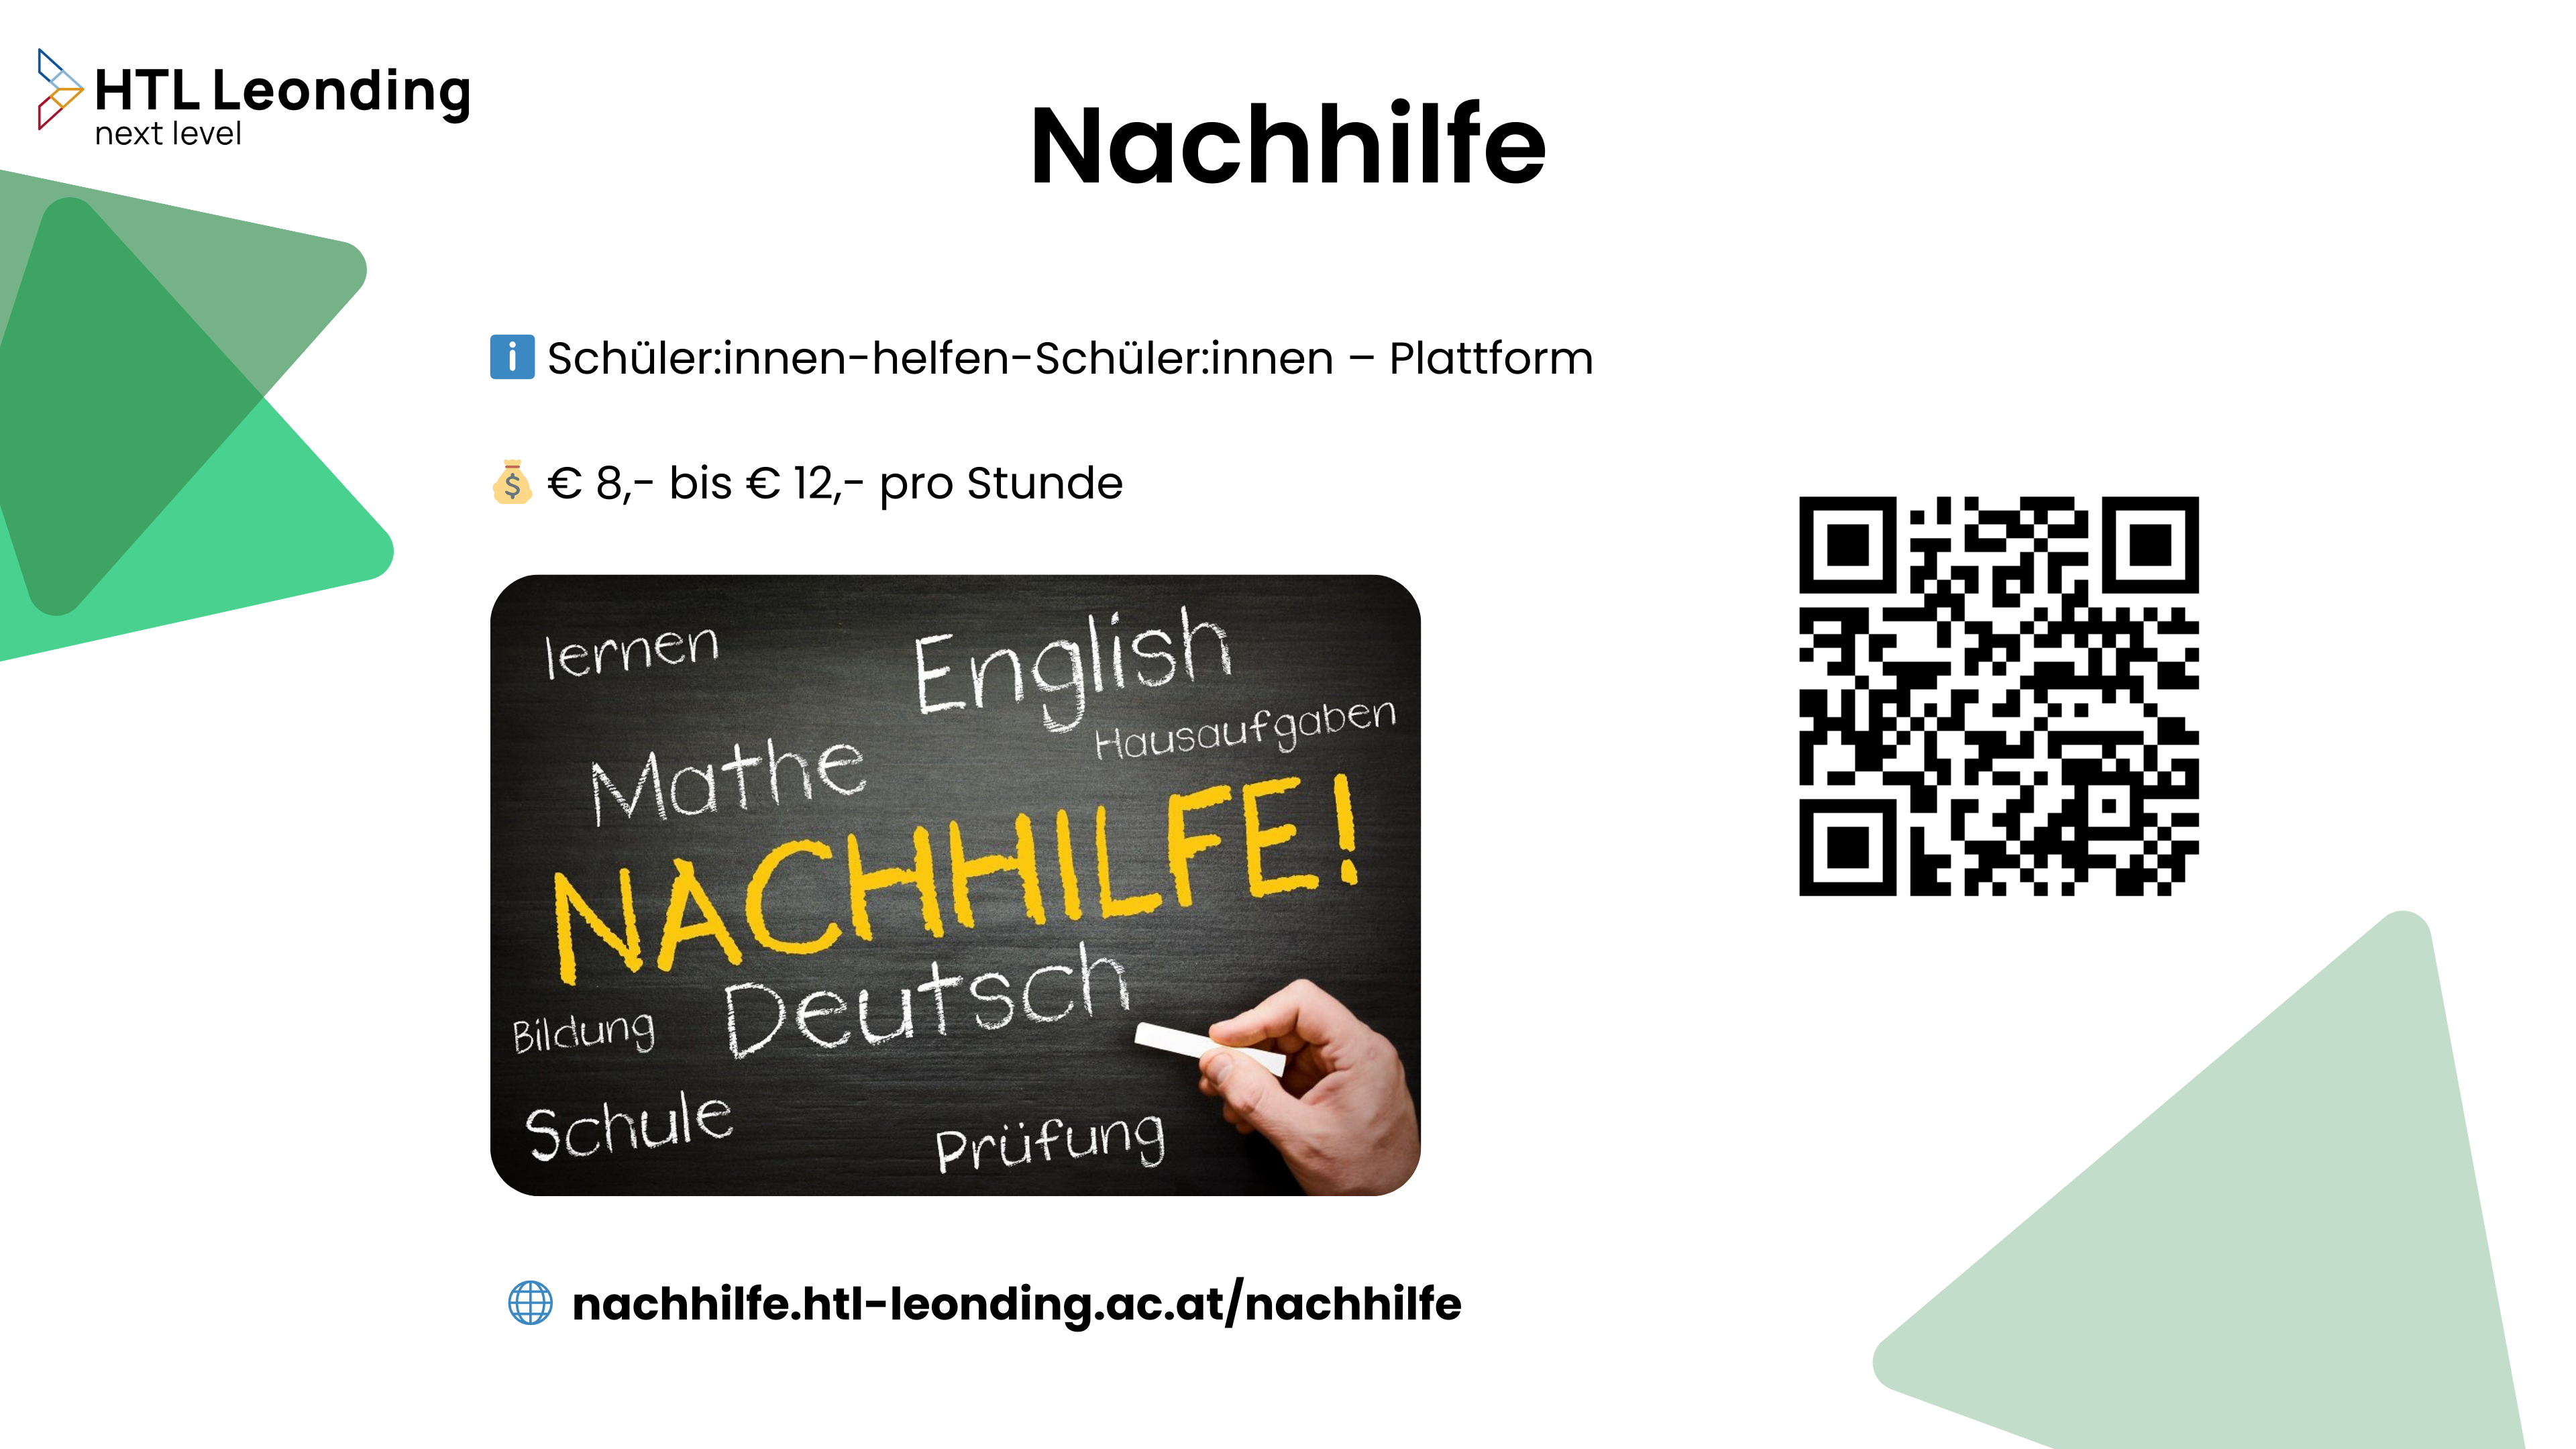 HTL Leonding
next level
Nachhilfe
Schüler:innen-helfen-Schüler:innen – Plattform
€ 8,- bis € 12,- pro Stunde
lernen
English
Hausaufgaben
Mathe
NACHHILFE!
Deutsch
Bildung
Schule
Prüfung
nachhilfe.htl-leonding.ac.at/nachhilfe